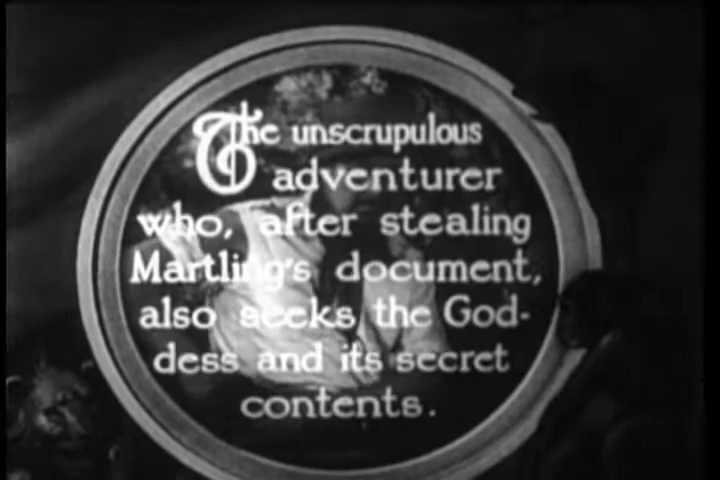 The unscrupulous
adventurer
who, after stealing
Martling's document,
also seeks the God-
dess and its secret
contents.